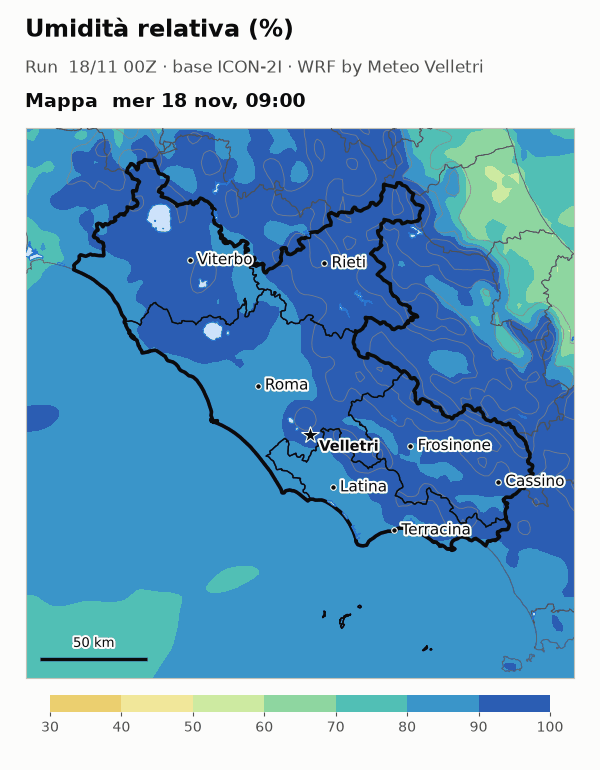 Umidità relativa (%)
Run 18/11 00Z · base ICON-2I · WRF by Meteo Velletri
Mappa mer 18 nov, 09:00
Viterbo
Rieti
Roma
Velletri
Frosinone
Cassino
Latina
Terracina
50 km
30 40 50 60 70 80 90 100